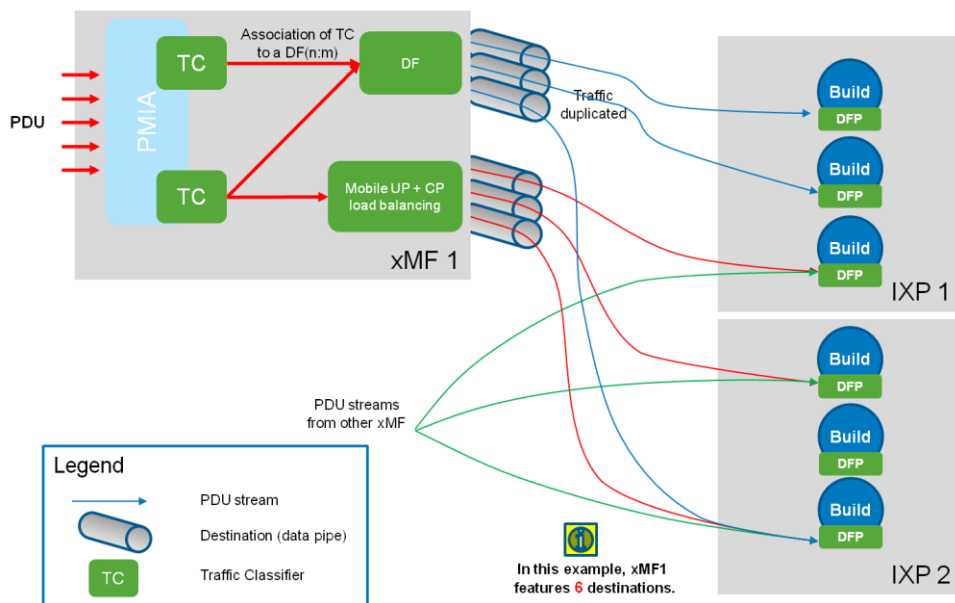 PDU
PMIA
TC
TC
Association of TC
to a DF(n:m)
DF
Mobile UP + CP
load balancing
xMF 1
Traffic
duplicated
Build
DFP
Build
DFP
Build
DFP
IXP 1
Build
DFP
Build
DFP
Build
DFP
IXP 2
PDU streams
from other xMF
Legend
PDU stream
Destination (data pipe)
TC
Traffic Classifier
i
In this example, xMF1
features 6 destinations.